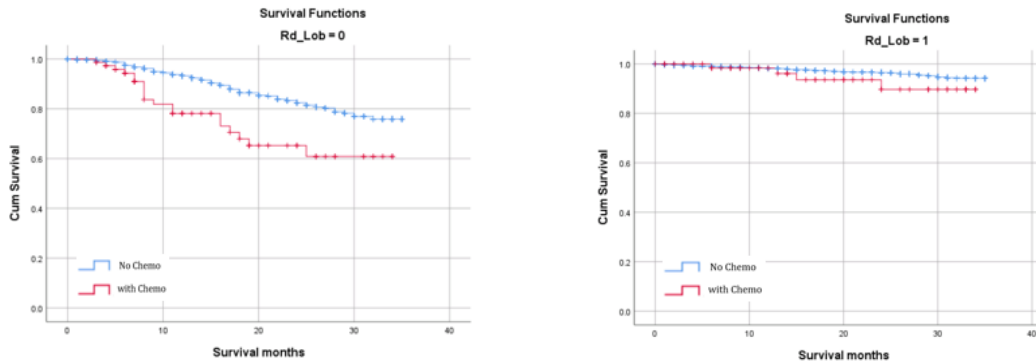 Survival Functions
Rd_Lob = 0
Cum Survival
1.0
0.8
0.6
0.4
0.2
0.0
No Chemo
with Chemo
0 10 20 30 40
Survival months
Survival Functions
Rd_Lob = 1
Cum Survival
1.0
0.8
0.6
0.4
0.2
0.0
No Chemo
with Chemo
0 10 20 30 40
Survival months